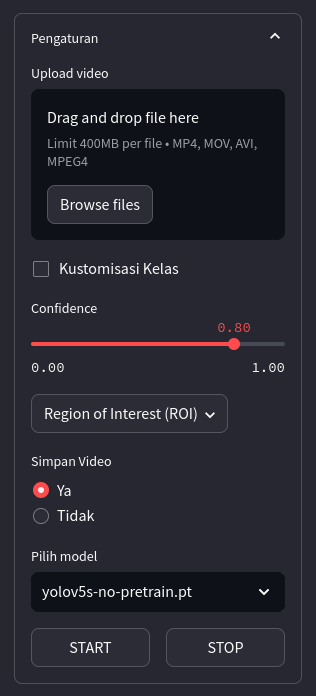 Pengaturan
Upload video
Drag and drop file here
Limit 400MB per file • MP4, MOV, AVI,
MPEG4
Browse files
Kustomisasi Kelas
Confidence
0.80
0.00 1.00
Region of Interest (ROI)
Simpan Video
Ya
Tidak
Pilih model
yolov5s-no-pretrain.pt
START STOP